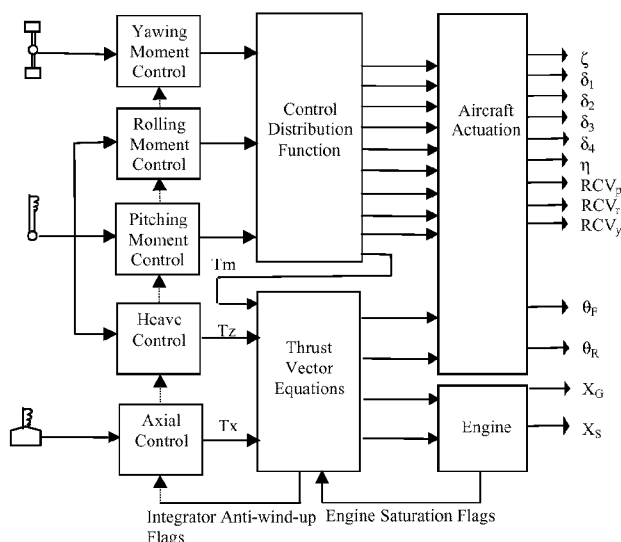 Yawing
Moment
Control
Rolling
Moment
Control
Pitching
Moment
Control
Heave
Control
Axial
Control
Control
Distribution
Function
Tm
Tz
Tx
Thrust
Vector
Equations
Aircraft
Actuation
Engine
ζ
δ1
δ2
δ3
δ4
η
RCVp
RCVr
RCVy
θF
θR
XG
XS
Integrator Anti-wind-up
Flags
Engine Saturation Flags